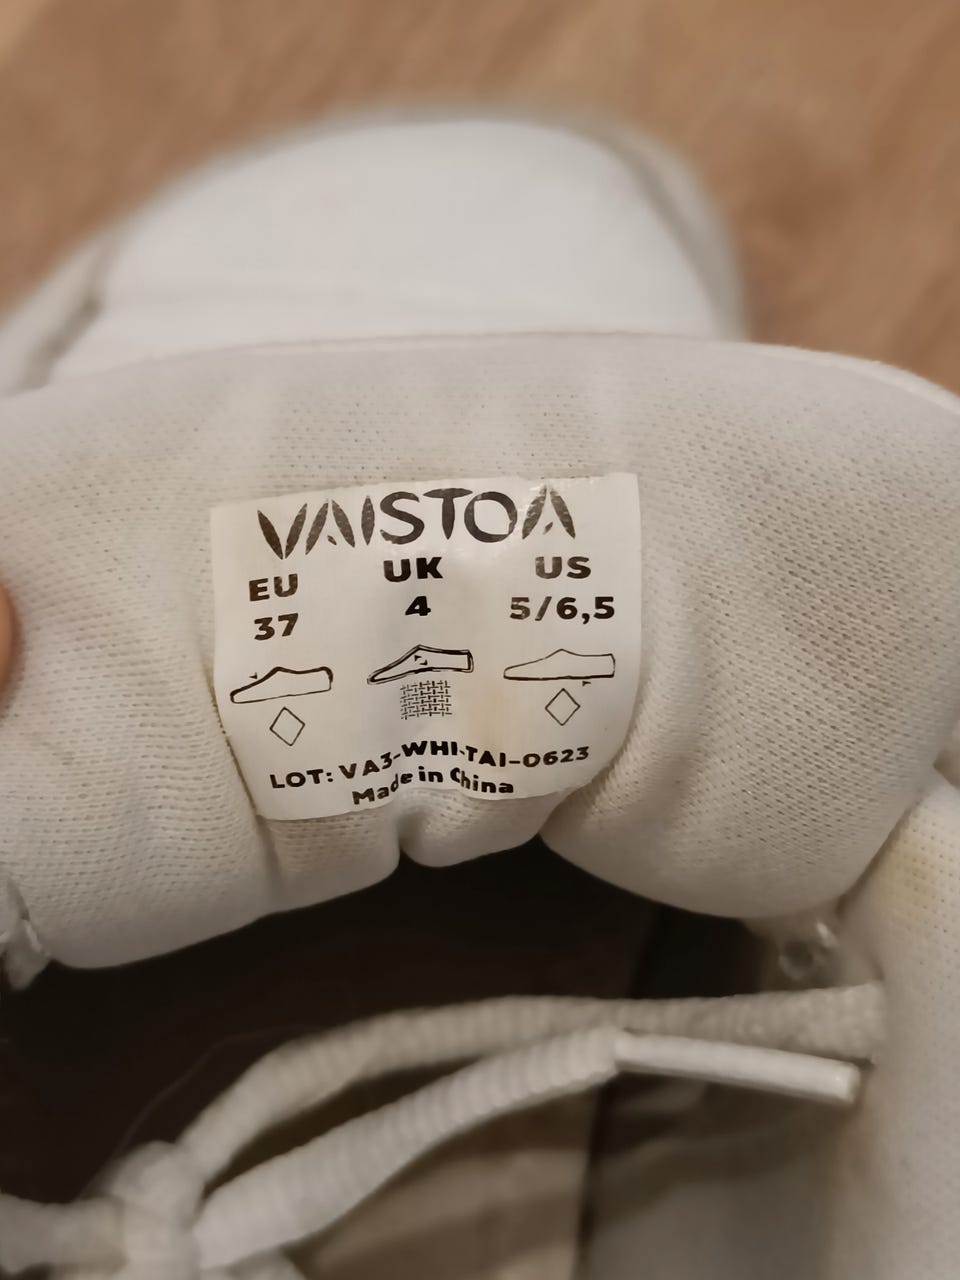 VAISTOA
EU UK US
37 4 5/6,5
LOT: VA3-WHI-TAI-0623
Made in China